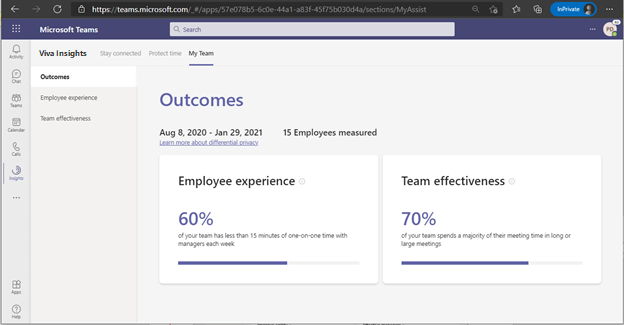 https://teams.microsoft.com/_#/apps/57e078b5-6c0e-44a1-a83f-45f75b030d4a/sections/MyAssist
InPrivate
Microsoft Teams
Search
PD
Viva Insights
Stay connected
Protect time
My Team
Activity
Chat
Teams
Calendar
Calls
Insights
Apps
Help
Outcomes
Employee experience
Team effectiveness
Outcomes
Aug 8, 2020 - Jan 29, 2021 15 Employees measured
Learn more about differential privacy
Employee experience
60%
of your team has less than 15 minutes of one-on-one time with
managers each week
Team effectiveness
70%
of your team spends a majority of their meeting time in long or
large meetings